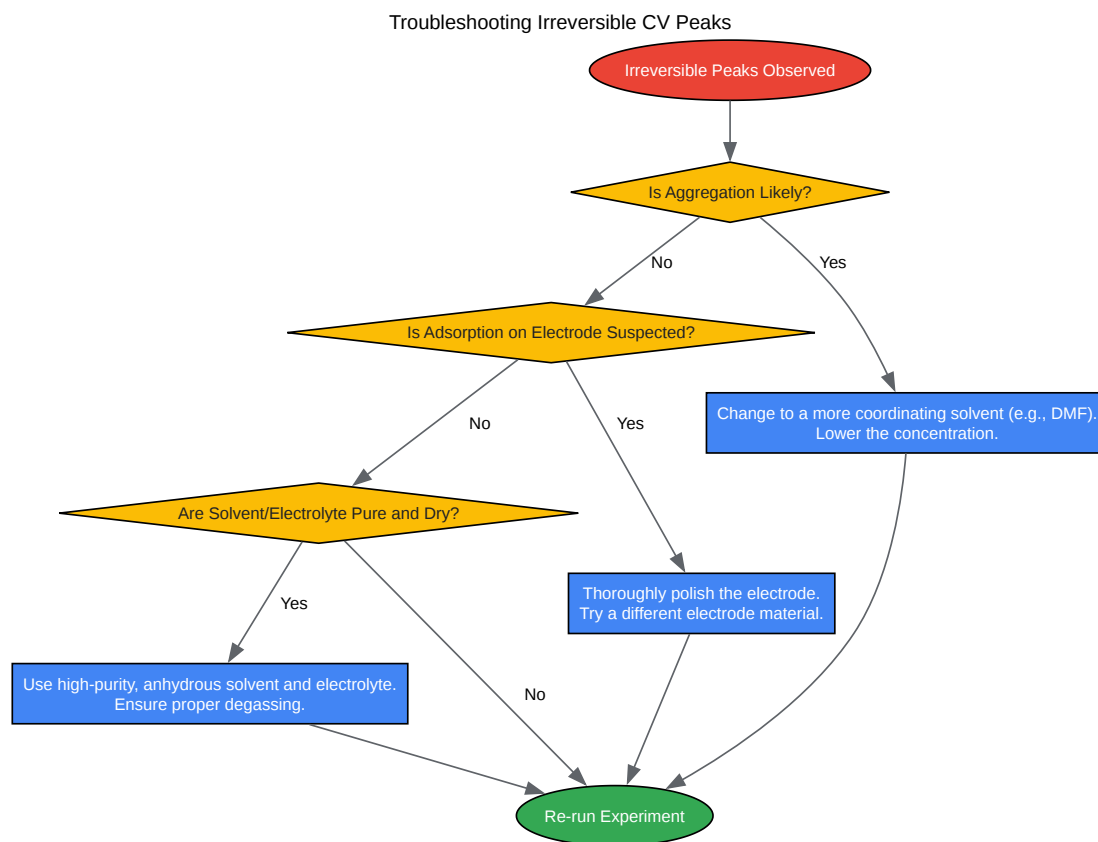 Troubleshooting Irreversible CV Peaks
Irreversible Peaks Observed
Is Aggregation Likely?
No
Yes
Is Adsorption on Electrode Suspected?
Change to a more coordinating solvent (e.g., DMF).
Lower the concentration.
No
Yes
Are Solvent/Electrolyte Pure and Dry?
Thoroughly polish the electrode.
Try a different electrode material.
Yes
Use high-purity, anhydrous solvent and electrolyte.
Ensure proper degassing.
No
Re-run Experiment